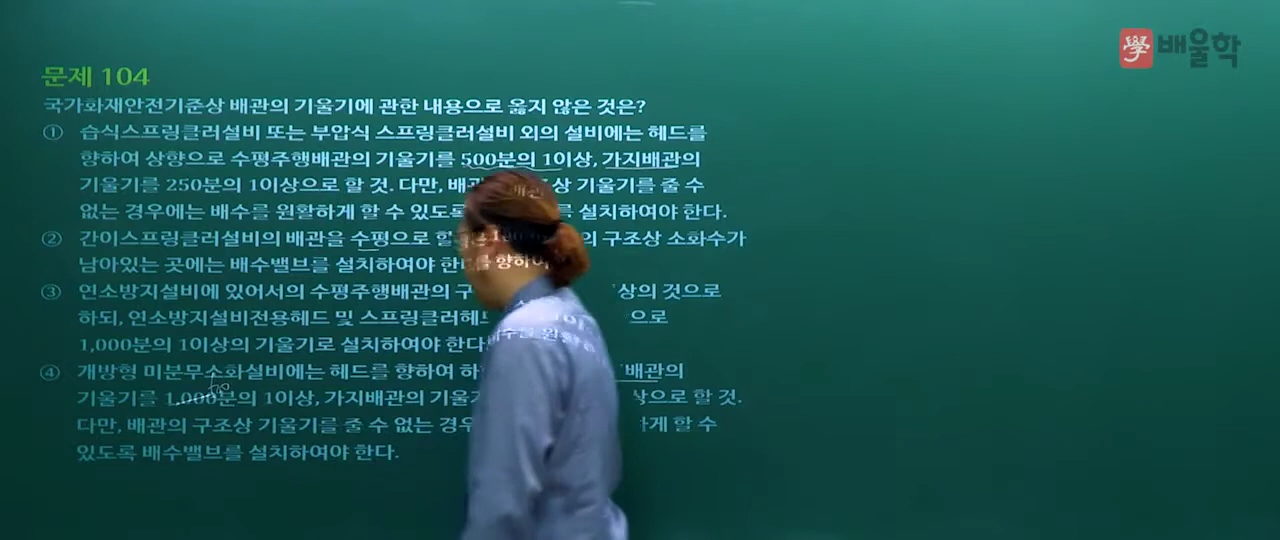 學 배울학
문제 104
국가화재안전기준상 배관의 기울기에 관한 내용으로 옳지 않은 것은?
① 습식스프링클러설비 또는 부압식 스프링클러설비 외의 설비에는 헤드를
향하여 상향으로 수평주행배관의 기울기를 500분의 1이상, 가지배관의
기울기를 250분의 1이상으로 할 것. 다만, 배관의 구조상 기울기를 줄 수
없는 경우에는 배수를 원활하게 할 수 있도록 를 설치하여야 한다.
② 간이스프링클러설비의 배관을 수평으로 할 의 구조상 소화수가
남아있는 곳에는 배수밸브를 설치하여야 한다.
③ 연소방지설비에 있어서의 수평주행배관의 구 상의 것으로
하되, 연소방지설비전용헤드 및 스프링클러헤드 으로
1,000분의 1이상의 기울기로 설치하여야 한다
④ 개방형 미분무소화설비에는 헤드를 향하여 하 배관의
기울기를 1,000분의 1이상, 가지배관의 기울기 상으로 할 것.
다만, 배관의 구조상 기울기를 줄 수 없는 경우 하게 할 수
있도록 배수밸브를 설치하여야 한다.